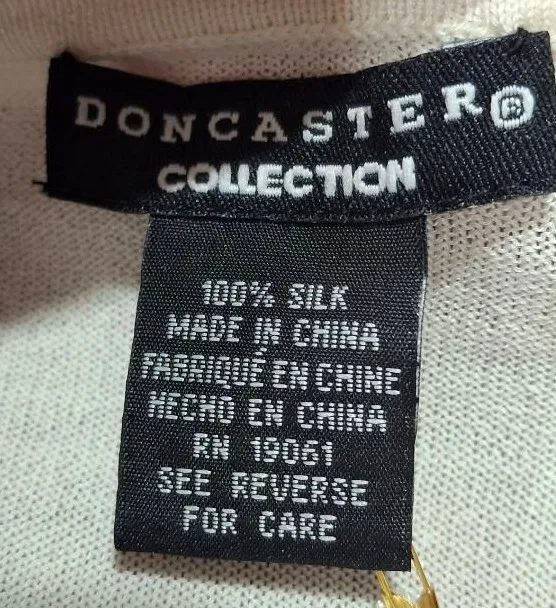 DONCASTER®
COLLECTION
100% SILK
MADE IN CHINA
FABRIQUÉ EN CHINE
HECHO EN CHINA
RN 19061
SEE REVERSE
FOR CARE